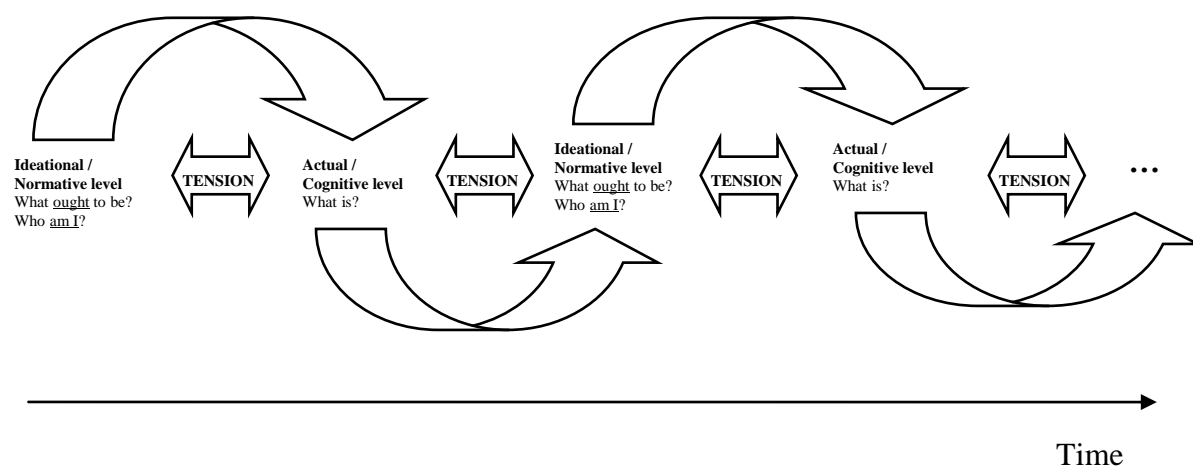 Ideational /
Normative level
What ought to be?
Who am I?
TENSION
Actual /
Cognitive level
What is?
TENSION
Ideational /
Normative level
What ought to be?
Who am I?
TENSION
Actual /
Cognitive level
What is?
TENSION
...
Time